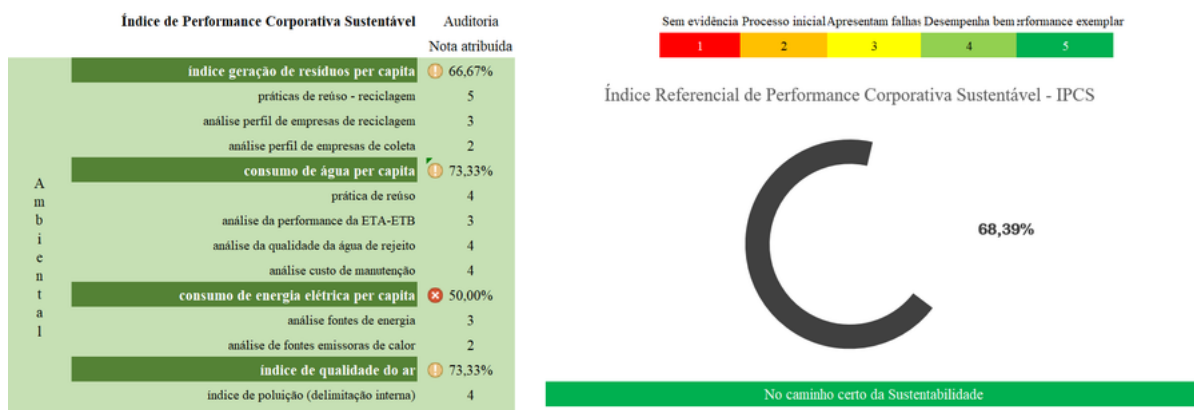 Índice de Performance Corporativa Sustentável Auditoria
Nota atribuída
índice geração de resíduos per capita 66,67%
práticas de reúso - reciclagem 5
análise perfil de empresas de reciclagem 3
análise perfil de empresas de coleta 2
consumo de água per capita 73,33%
prática de reúso 4
análise da performance da ETA-ETB 3
análise da qualidade da água de rejeito 4
análise custo de manutenção 4
consumo de energia elétrica per capita 50,00%
análise fontes de energia 3
análise de fontes emissoras de calor 2
índice de qualidade do ar 73,33%
índice de poluição (delimitação interna) 4
Ambiental
Sem evidência Processo inicial Apresentam falhas Desempenha bem erformance exemplar
1 2 3 4 5
Índice Referencial de Performance Corporativa Sustentável - IPCS
68,39%
No caminho certo da Sustentabilidade